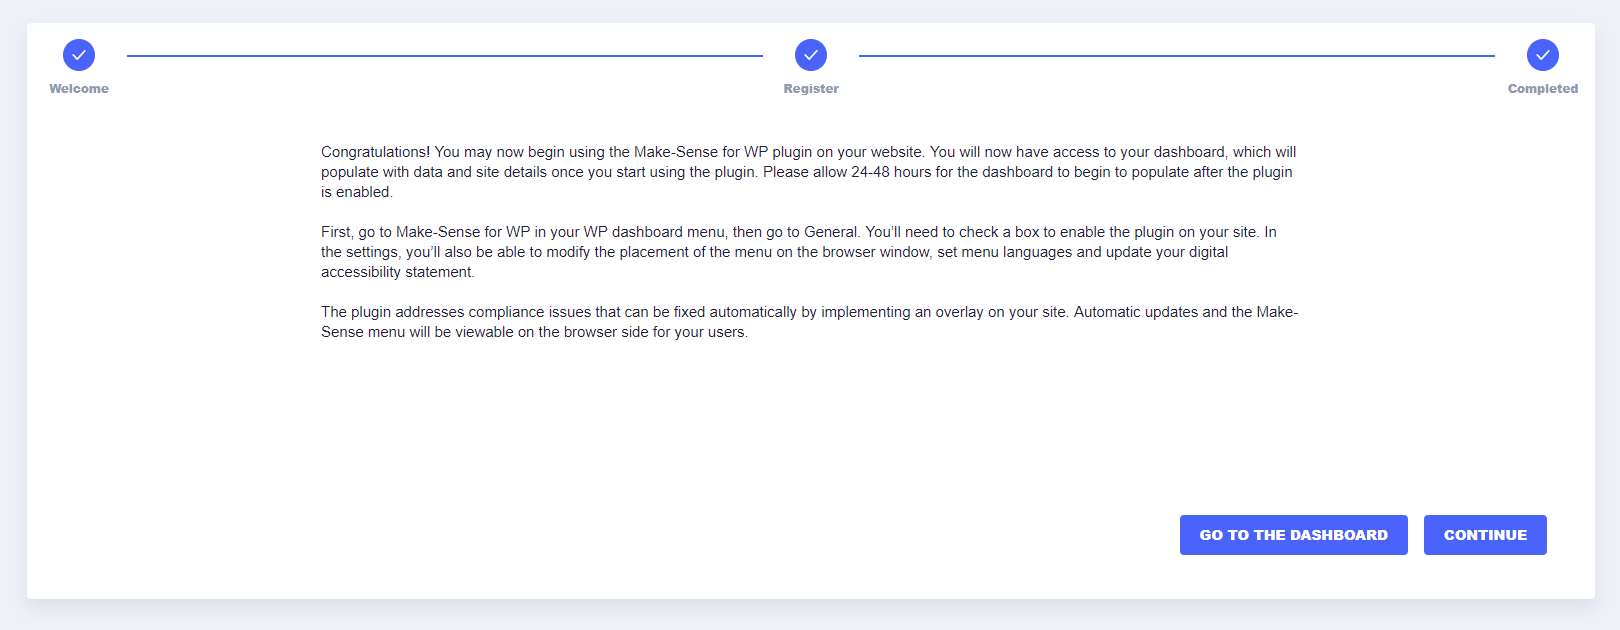 Welcome
Register
Completed
Congratulations! You may now begin using the Make-Sense for WP plugin on your website. You will now have access to your dashboard, which will
populate with data and site details once you start using the plugin. Please allow 24-48 hours for the dashboard to begin to populate after the plugin
is enabled.
First, go to Make-Sense for WP in your WP dashboard menu, then go to General. You’ll need to check a box to enable the plugin on your site. In
the settings, you’ll also be able to modify the placement of the menu on the browser window, set menu languages and update your digital
accessibility statement.
The plugin addresses compliance issues that can be fixed automatically by implementing an overlay on your site. Automatic updates and the Make-
Sense menu will be viewable on the browser side for your users.
GO TO THE DASHBOARD
CONTINUE